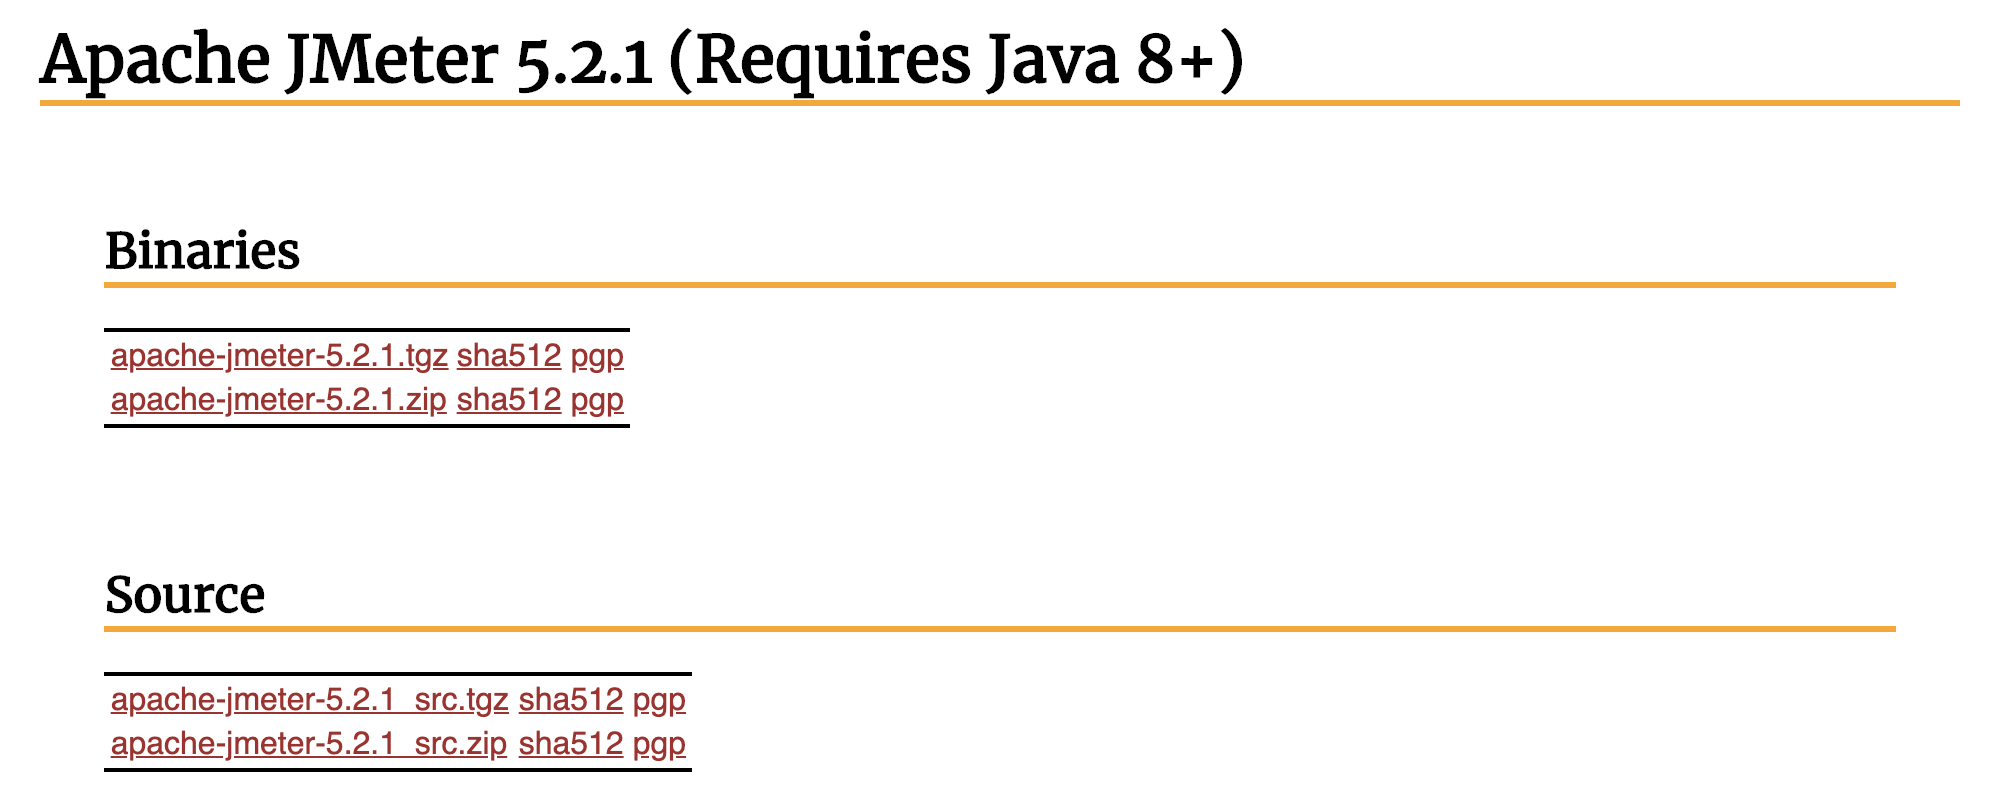 Apache JMeter 5.2.1 (Requires Java 8+)
Binaries
apache-jmeter-5.2.1.tgz sha512 pgp
apache-jmeter-5.2.1.zip sha512 pgp
Source
apache-jmeter-5.2.1_src.tgz sha512 pgp
apache-jmeter-5.2.1_src.zip sha512 pgp